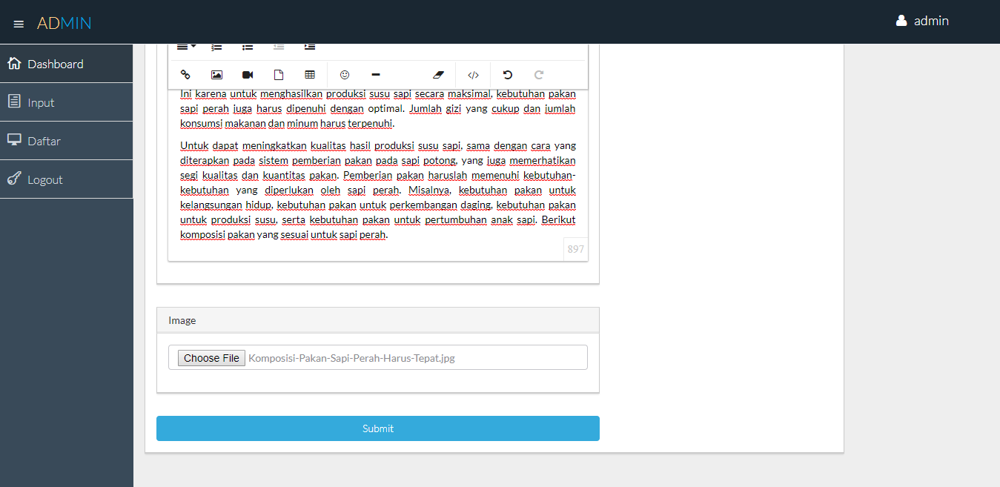 ADMIN
admin
Dashboard
Input
Daftar
Logout
Ini karena untuk menghasilkan produksi susu sapi secara maksimal, kebutuhan pakan
sapi perah juga harus dipenuhi dengan optimal. Jumlah gizi yang cukup dan jumlah
konsumsi makanan dan minum harus terpenuhi.
Untuk dapat meningkatkan kualitas hasil produksi susu sapi, sama dengan cara yang
diterapkan pada sistem pemberian pakan pada sapi potong, yang juga memerhatikan
segi kualitas dan kuantitas pakan. Pemberian pakan haruslah memenuhi kebutuhan-
kebutuhan yang diperlukan oleh sapi perah. Misalnya, kebutuhan pakan untuk
kelangsungan hidup, kebutuhan pakan untuk perkembangan daging, kebutuhan pakan
untuk produksi susu, serta kebutuhan pakan untuk pertumbuhan anak sapi. Berikut
komposisi pakan yang sesuai untuk sapi perah.
897
Image
Choose File Komposisi-Pakan-Sapi-Perah-Harus-Tepat.jpg
Submit